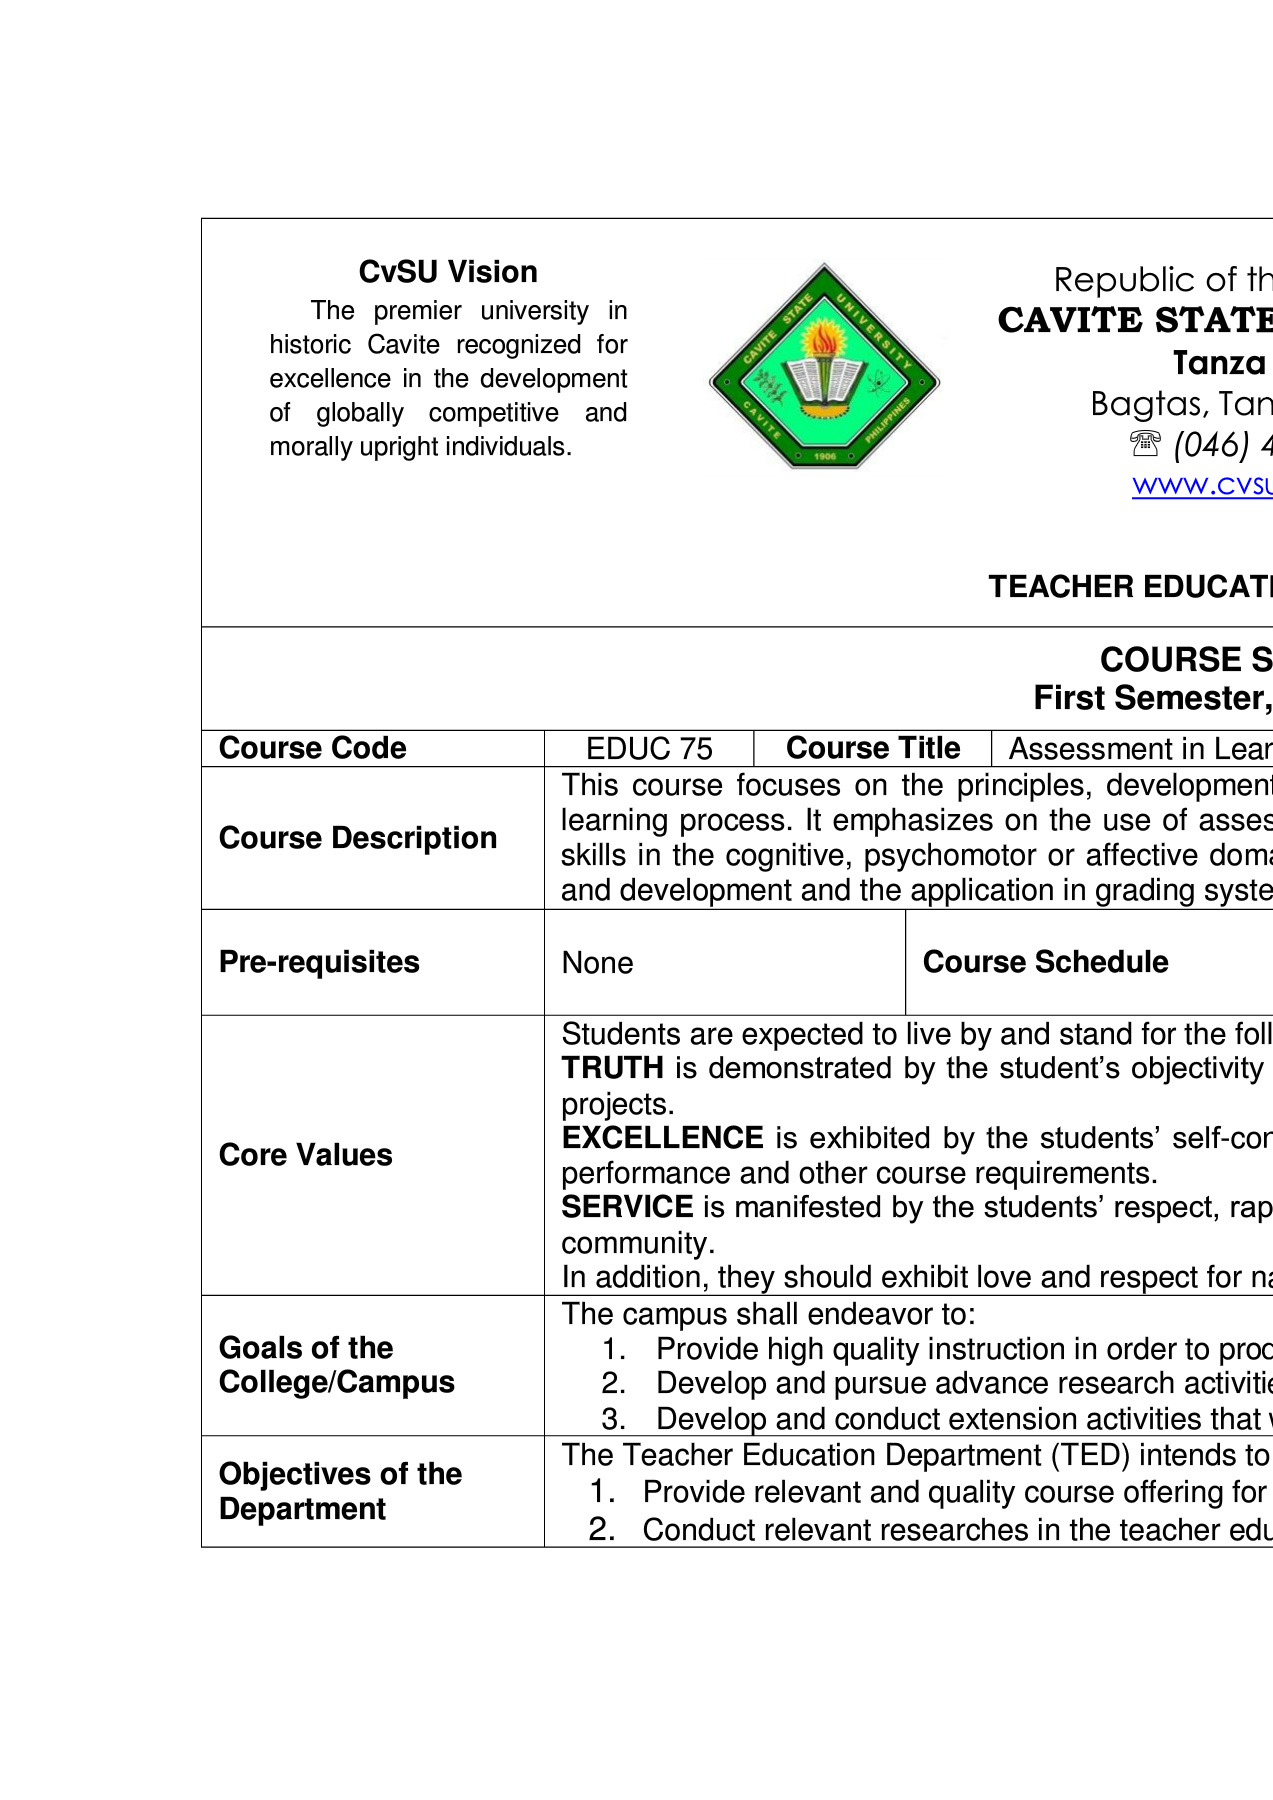 CvSU Vision
The premier university in
historic Cavite recognized for
excellence in the development
of globally competitive and
morally upright individuals.
CAVITE STATE UNIVERSITY
CAVITE
PHILIPPINES
1906
Republic of th
CAVITE STATE
Tanza
Bagtas, Tan
☏ (046) 4
www.cvsu
TEACHER EDUCATI
COURSE S
First Semester,
Course Code EDUC 75 Course Title Assessment in Lear
Course Description
This course focuses on the principles, development
learning process. It emphasizes on the use of asses
skills in the cognitive, psychomotor or affective doma
and development and the application in grading syste
Pre-requisites None Course Schedule
Core Values
Students are expected to live by and stand for the foll
TRUTH is demonstrated by the student’s objectivity
projects.
EXCELLENCE is exhibited by the students’ self-con
performance and other course requirements.
SERVICE is manifested by the students’ respect, rap
community.
In addition, they should exhibit love and respect for na
Goals of the
College/Campus
The campus shall endeavor to:
1. Provide high quality instruction in order to prod
2. Develop and pursue advance research activitie
3. Develop and conduct extension activities that w
Objectives of the
Department
The Teacher Education Department (TED) intends to
1. Provide relevant and quality course offering for
2. Conduct relevant researches in the teacher edu